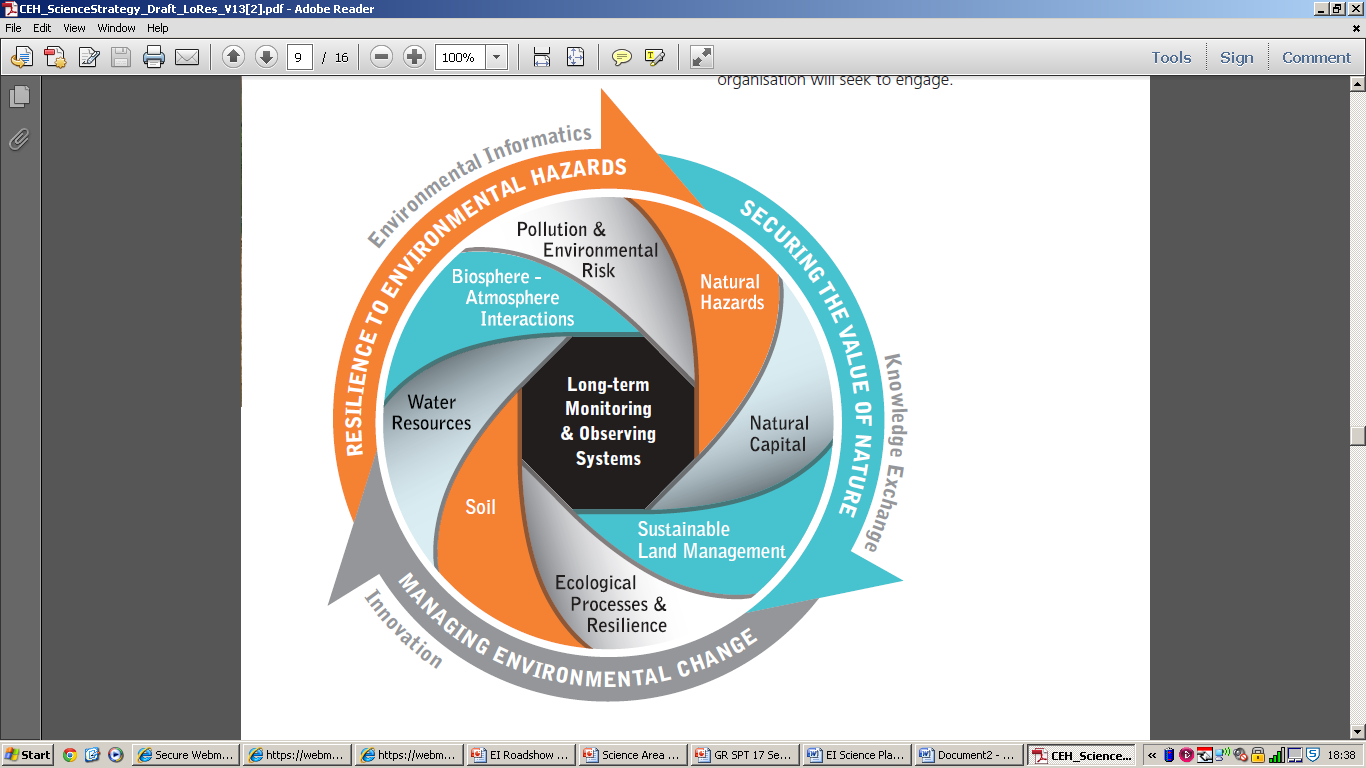 CEH_ScienceStrategy_Draft_LoRes_V13[2].pdf - Adobe Reader
File Edit View Window Help
9 / 16 100% Tools Sign Comment
organisation will seek to engage.
Environmental Informatics
RESILIENCE TO ENVIRONMENTAL HAZARDS
SECURING THE VALUE OF NATURE
Knowledge Exchange
MANAGING ENVIRONMENTAL CHANGE
Innovation
Pollution &
Environmental
Risk
Natural
Hazards
Natural
Capital
Sustainable
Land Management
Ecological
Processes &
Resilience
Soil
Water
Resources
Biosphere -
Atmosphere
Interactions
Long-term
Monitoring
& Observing
Systems
Start Secure Webm... https://webm... https://webm... EI Roadshow ... Science Area ... GR SPT 17 Se... EI Science Pla... Document2 - ... CEH_Science... « 18:38